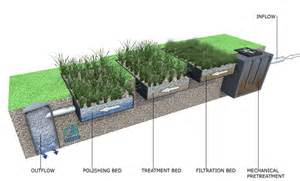 INFLOW
OUTFLOW
POLISHING BED
TREATMENT BED
FILTRATION BED
MECHANICAL
PRETREATMENT